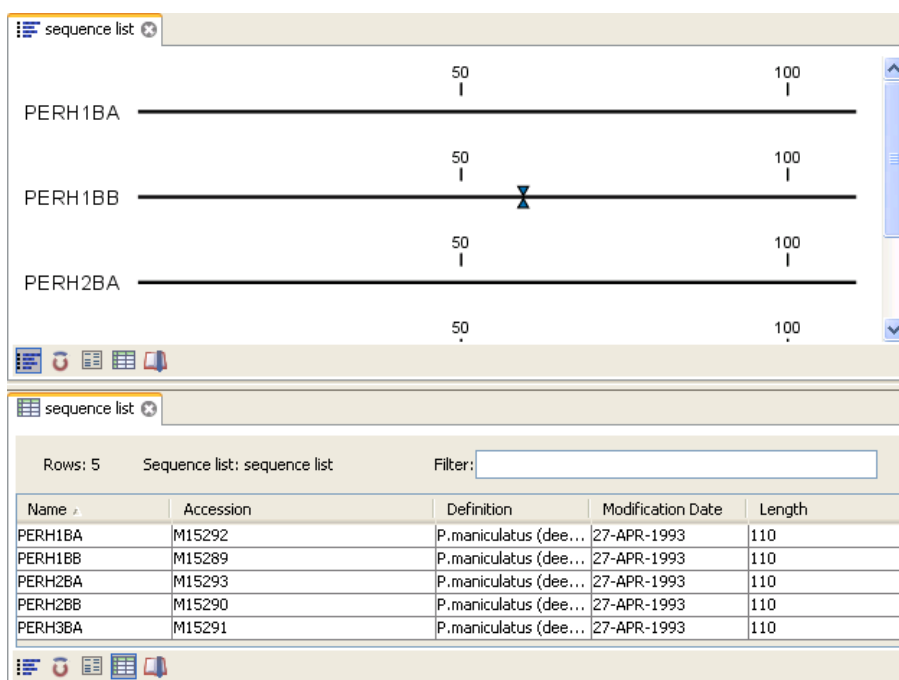 sequence list
50 100
PERH1BA
50 100
PERH1BB
50 100
PERH2BA
50 100
sequence list
Rows: 5 Sequence list: sequence list Filter:
Name Accession Definition Modification Date Length
PERH1BA M15292 P.maniculatus (dee... 27-APR-1993 110
PERH1BB M15289 P.maniculatus (dee... 27-APR-1993 110
PERH2BA M15293 P.maniculatus (dee... 27-APR-1993 110
PERH2BB M15290 P.maniculatus (dee... 27-APR-1993 110
PERH3BA M15291 P.maniculatus (dee... 27-APR-1993 110